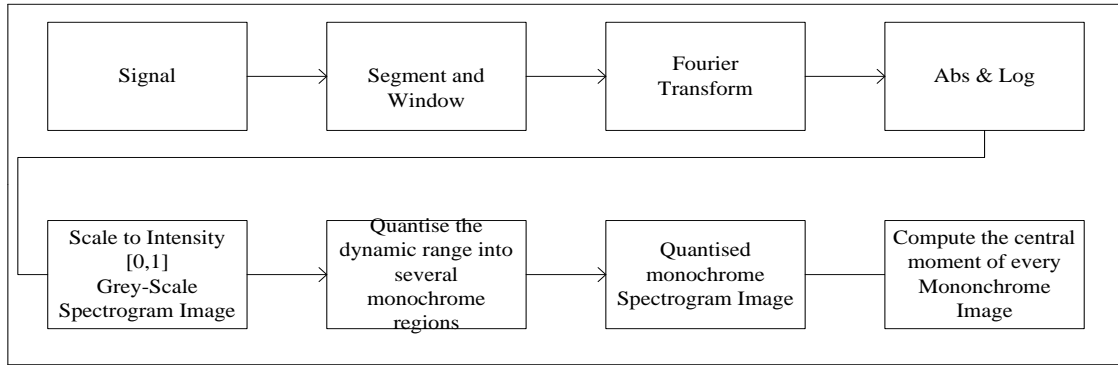 Signal
Segment and
Window
Fourier
Transform
Abs & Log
Scale to Intensity
[0,1]
Grey-Scale
Spectrogram Image
Quantise the
dynamic range into
several
monochrome
regions
Quantised
monochrome
Spectrogram Image
Compute the central
moment of every
Mononchrome
Image